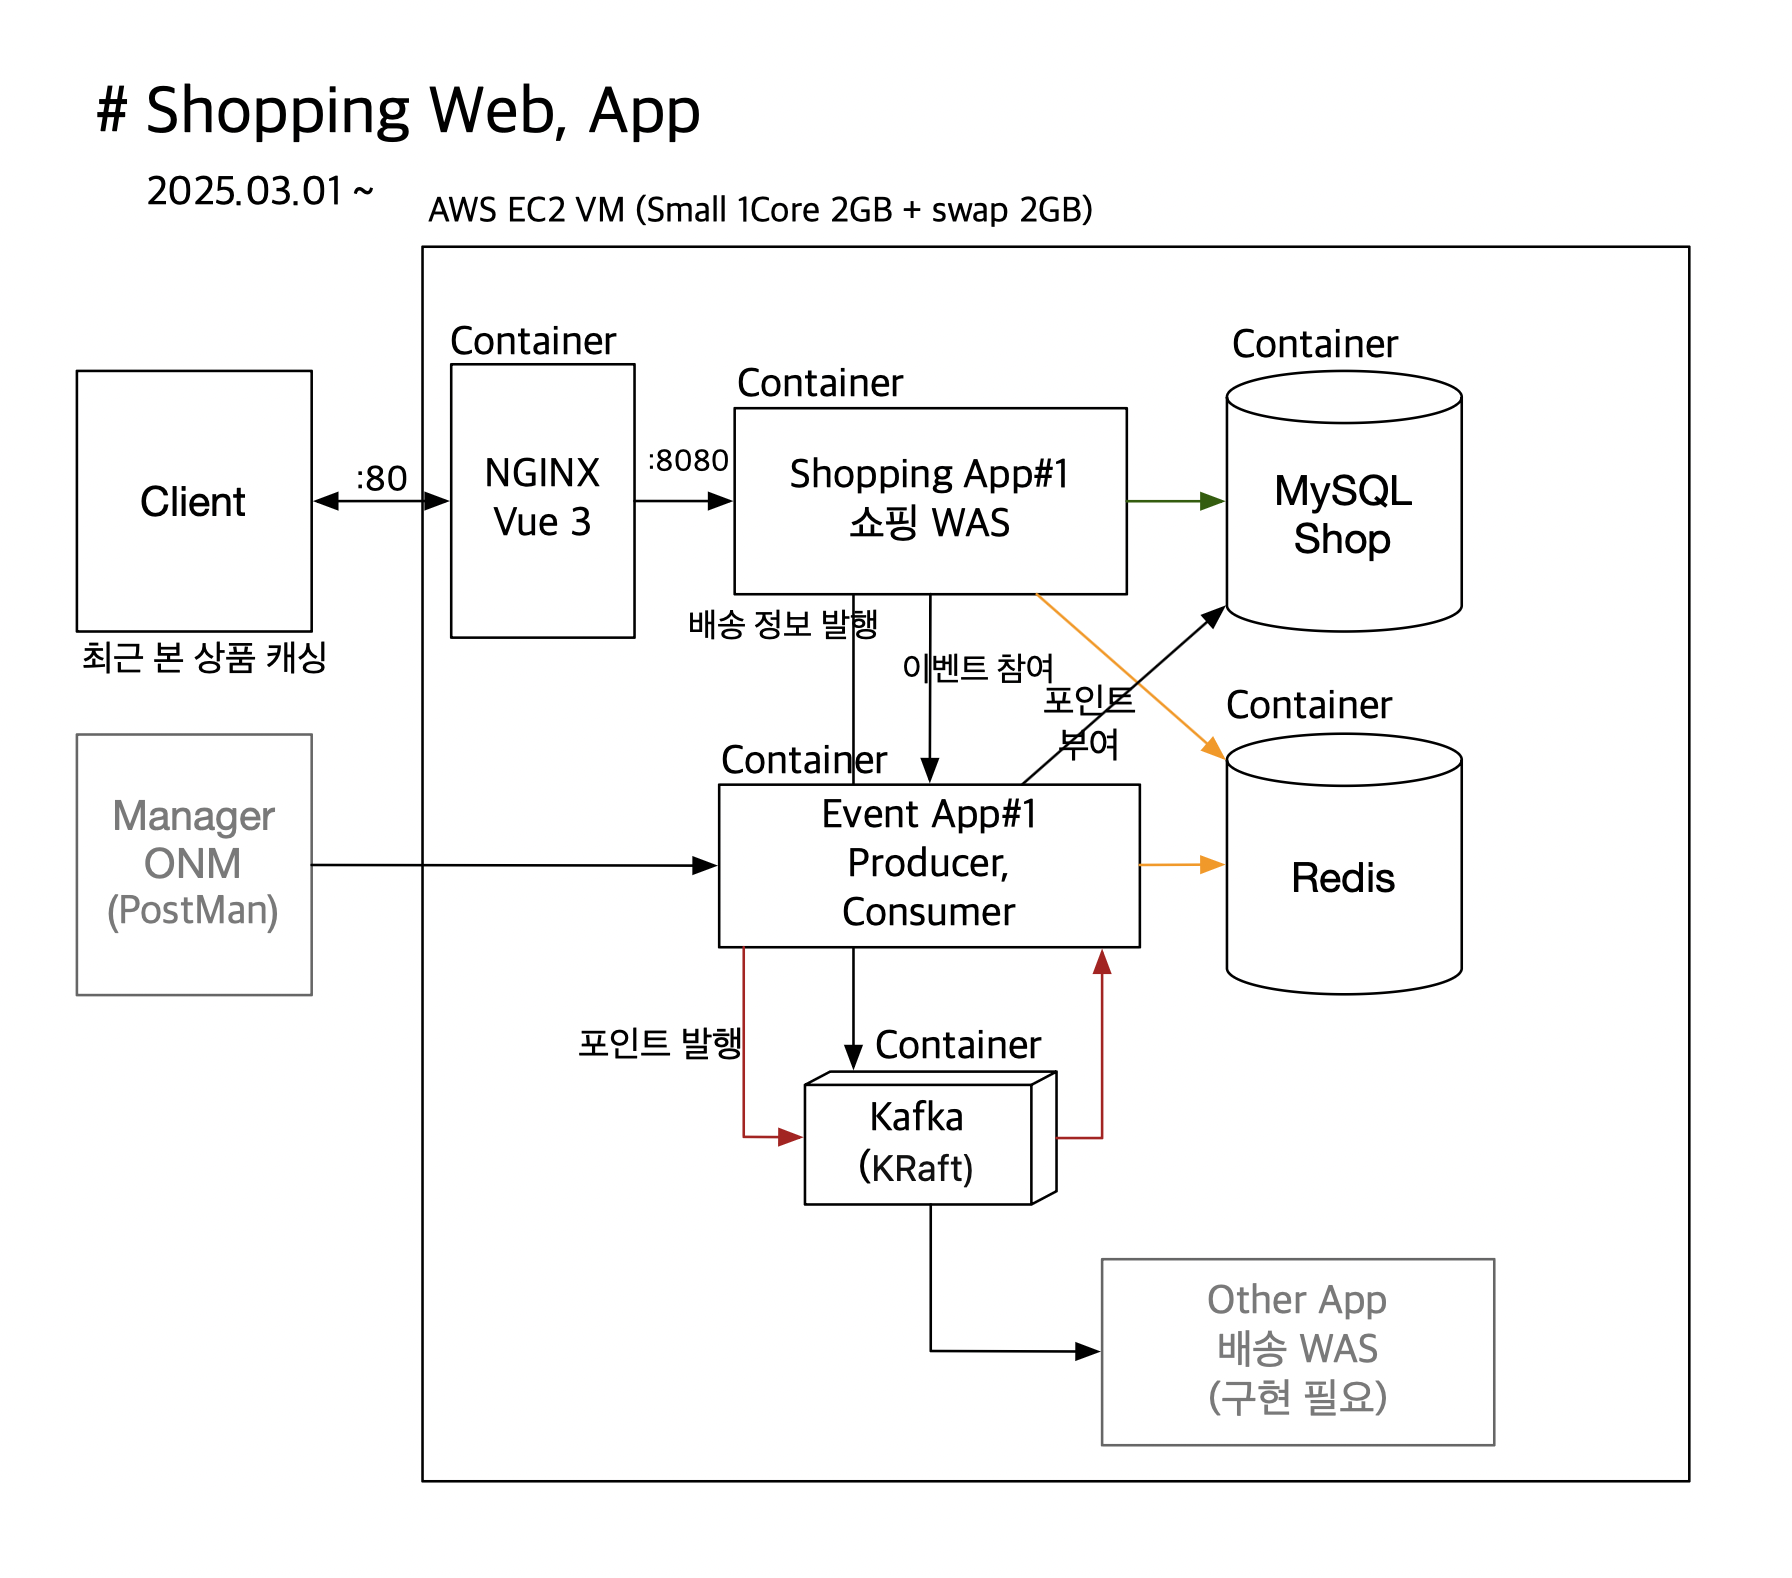 # Shopping Web, App
2025.03.01 ~
AWS EC2 VM (Small 1Core 2GB + swap 2GB)
Client
최근 본 상품 캐싱
:80
Container
NGINX
Vue 3
:8080
Container
Shopping App#1
쇼핑 WAS
Container
MySQL
Shop
배송 정보 발행
이벤트 참여
포인트
부여
Manager
ONM
(PostMan)
Container
Event App#1
Producer,
Consumer
Container
Redis
포인트 발행
Container
Kafka
(KRaft)
Other App
배송 WAS
(구현 필요)